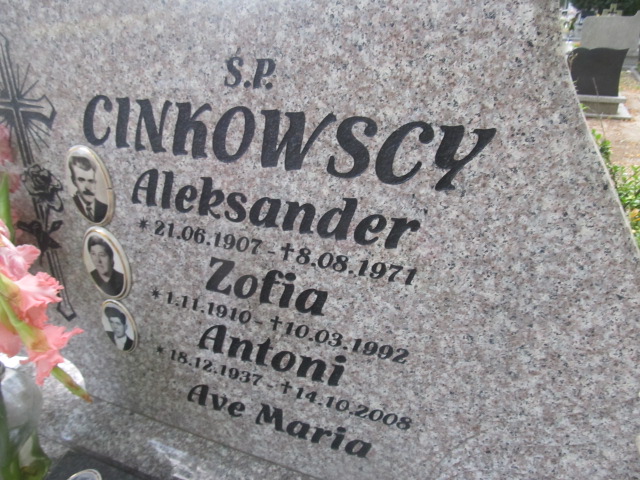 Ś.P.
CINKOWSCY
Aleksander
* 21.06.1907 - † 8.08.1971
Zofia
* 1.11.1910 - † 10.03.1992
Antoni
* 18.12.1937 - † 14.10.2008
Ave Maria